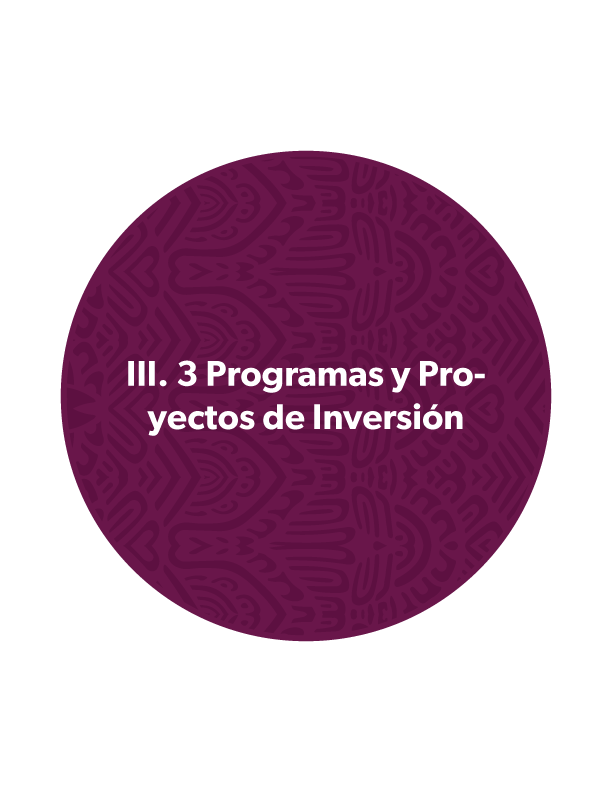 III. 3 Programas y Pro-
yectos de Inversión